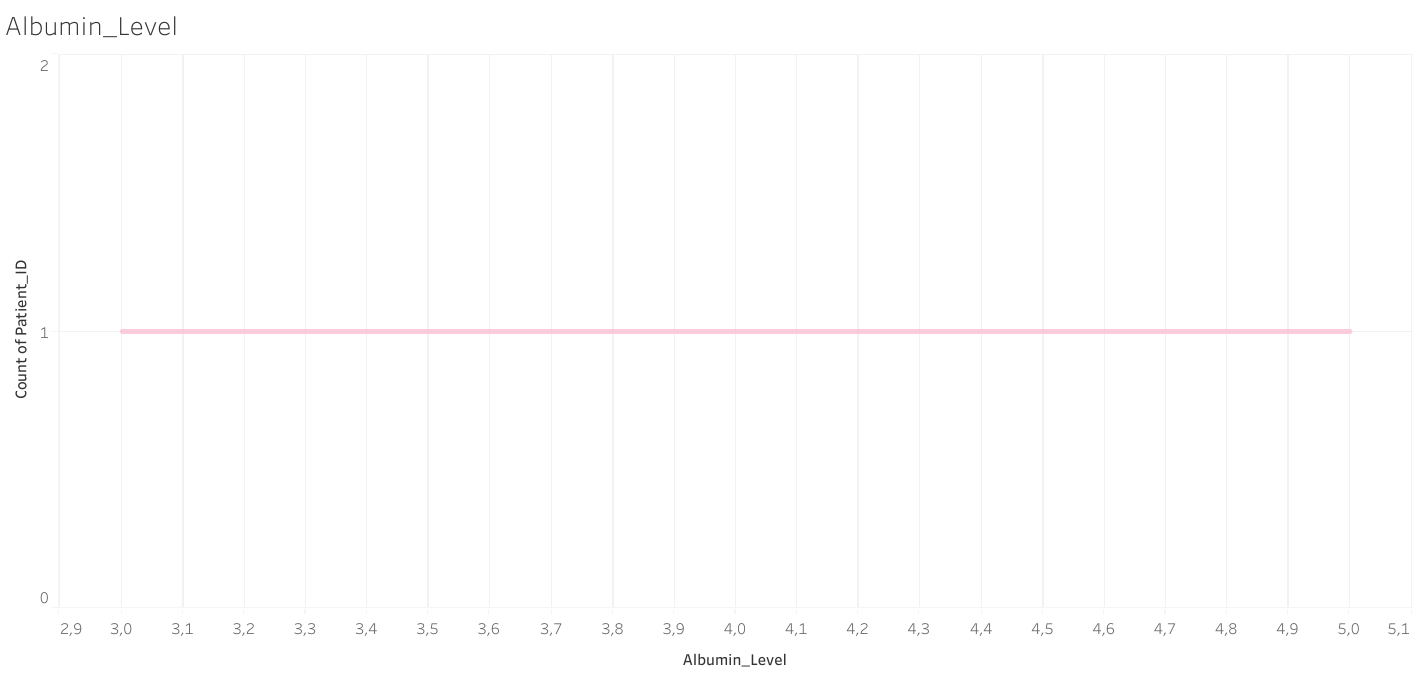 Albumin_Level
2
1
0
Count of Patient_ID
2,9 3,0 3,1 3,2 3,3 3,4 3,5 3,6 3,7 3,8 3,9 4,0 4,1 4,2 4,3 4,4 4,5 4,6 4,7 4,8 4,9 5,0 5,1
Albumin_Level